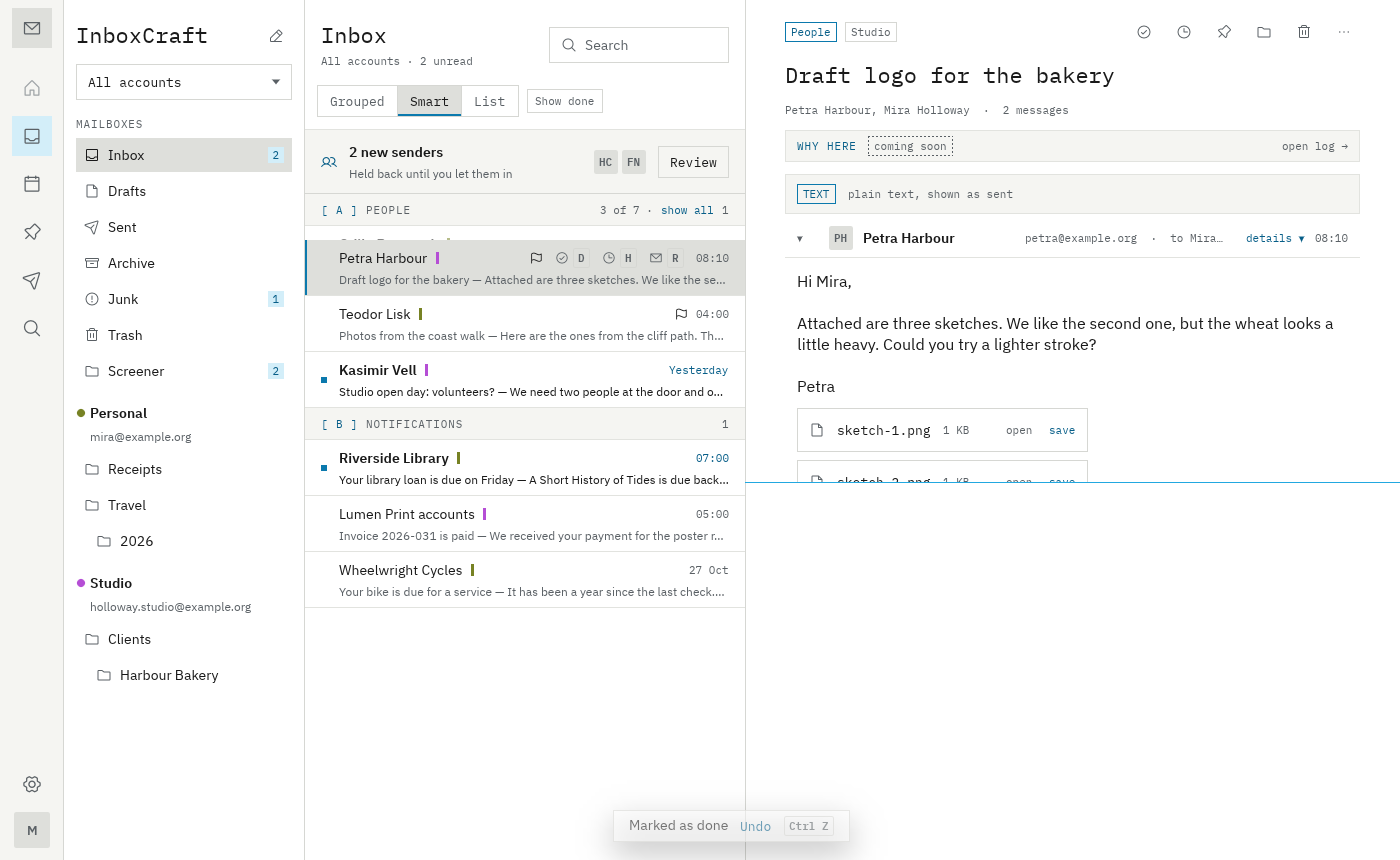 InboxCraft
All accounts
MAILBOXES
Inbox 2
Drafts
Sent
Archive
Junk 1
Trash
Screener 2
Personal
mira@example.org
Receipts
Travel
2026
Studio
holloway.studio@example.org
Clients
Harbour Bakery
M
Inbox
All accounts · 2 unread
Search
Grouped Smart List Show done
2 new senders
Held back until you let them in
HC FN Review
[ A ] PEOPLE 3 of 7 · show all 1
Petra Harbour D H R 08:10
Draft logo for the bakery — Attached are three sketches. We like the se…
Teodor Lisk 04:00
Photos from the coast walk — Here are the ones from the cliff path. Th…
Kasimir Vell Yesterday
Studio open day: volunteers? — We need two people at the door and o…
[ B ] NOTIFICATIONS 1
Riverside Library 07:00
Your library loan is due on Friday — A Short History of Tides is due back…
Lumen Print accounts 05:00
Invoice 2026-031 is paid — We received your payment for the poster r…
Wheelwright Cycles 27 Oct
Your bike is due for a service — It has been a year since the last check.…
People Studio
Draft logo for the bakery
Petra Harbour, Mira Holloway · 2 messages
WHY HERE coming soon open log →
TEXT plain text, shown as sent
▾ PH Petra Harbour petra@example.org · to Mira… details ▾ 08:10
Hi Mira,
Attached are three sketches. We like the second one, but the wheat looks a
little heavy. Could you try a lighter stroke?
Petra
sketch-1.png 1 KB open save
sketch-2.png 1 KB open save
Marked as done Undo Ctrl Z